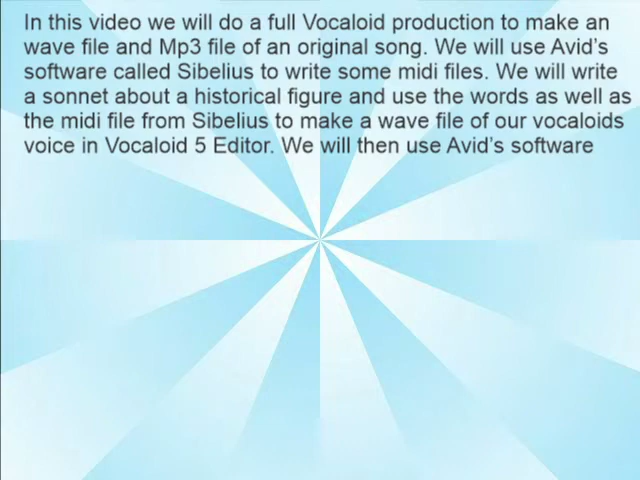 In this video we will do a full Vocaloid production to make an
wave file and Mp3 file of an original song. We will use Avid’s
software called Sibelius to write some midi files. We will write
a sonnet about a historical figure and use the words as well as
the midi file from Sibelius to make a wave file of our vocaloids
voice in Vocaloid 5 Editor. We will then use Avid’s software